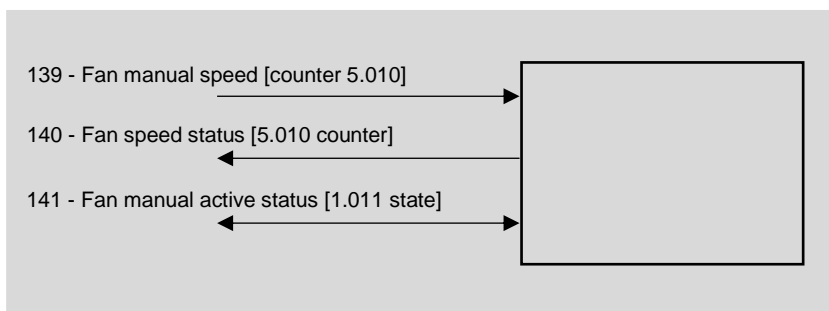 139 - Fan manual speed [counter 5.010]
140 - Fan speed status [5.010 counter]
141 - Fan manual active status [1.011 state]